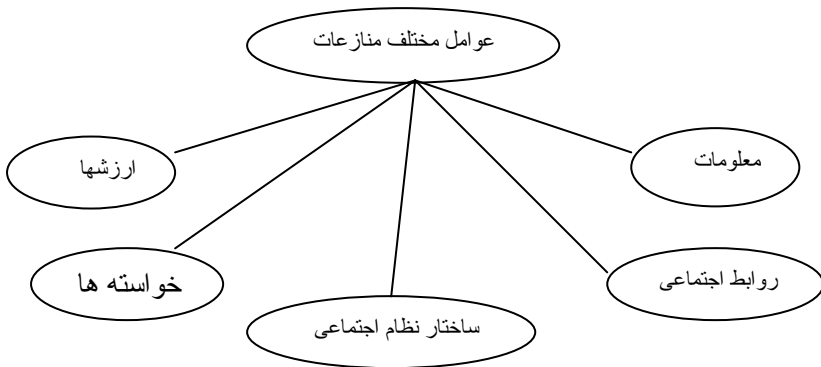 عوامل مختلف منازعات
معلومات
ارزشها
روابط اجتماعی
خواسته ها
ساختار نظام اجتماعی